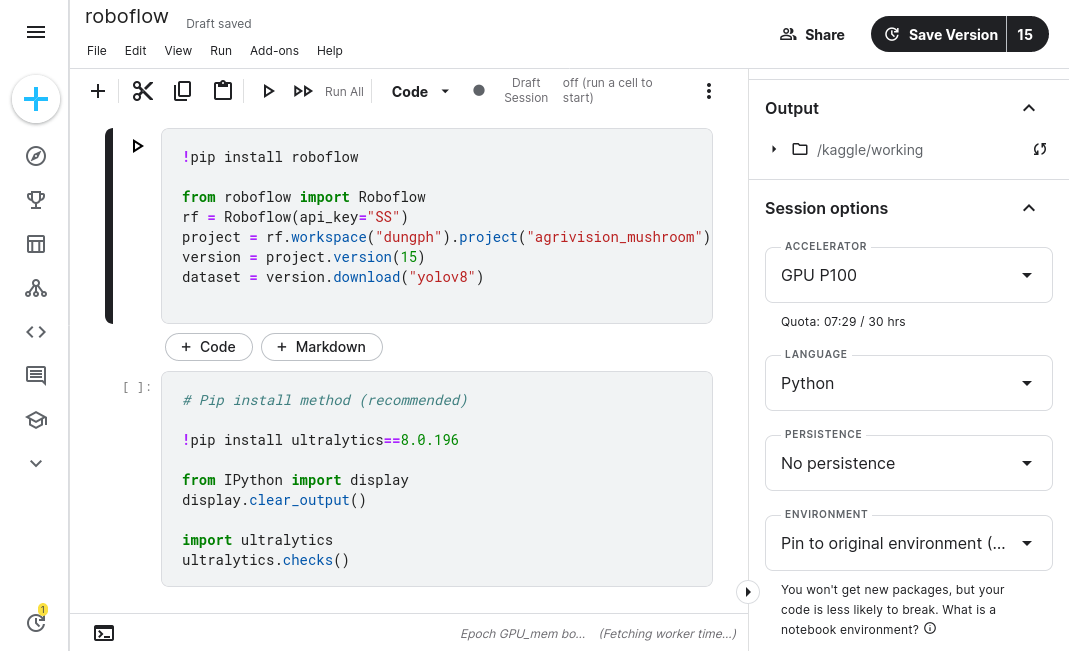 roboflow
Draft saved
File Edit View Run Add-ons Help
Share
Save Version 15
Run All
Code
Draft Session
off (run a cell to start)
!pip install roboflow
from roboflow import Roboflow
rf = Roboflow(api_key="SS")
project = rf.workspace("dungph").project("agrivision_mushroom")
version = project.version(15)
dataset = version.download("yolov8")
+ Code
+ Markdown
[ ]:
# Pip install method (recommended)
!pip install ultralytics==8.0.196
from IPython import display
display.clear_output()
import ultralytics
ultralytics.checks()
1
Epoch GPU_mem bo... (Fetching worker time...)
Output
/kaggle/working
Session options
ACCELERATOR
GPU P100
Quota: 07:29 / 30 hrs
LANGUAGE
Python
PERSISTENCE
No persistence
ENVIRONMENT
Pin to original environment (...
You won't get new packages, but your
code is less likely to break. What is a
notebook environment?